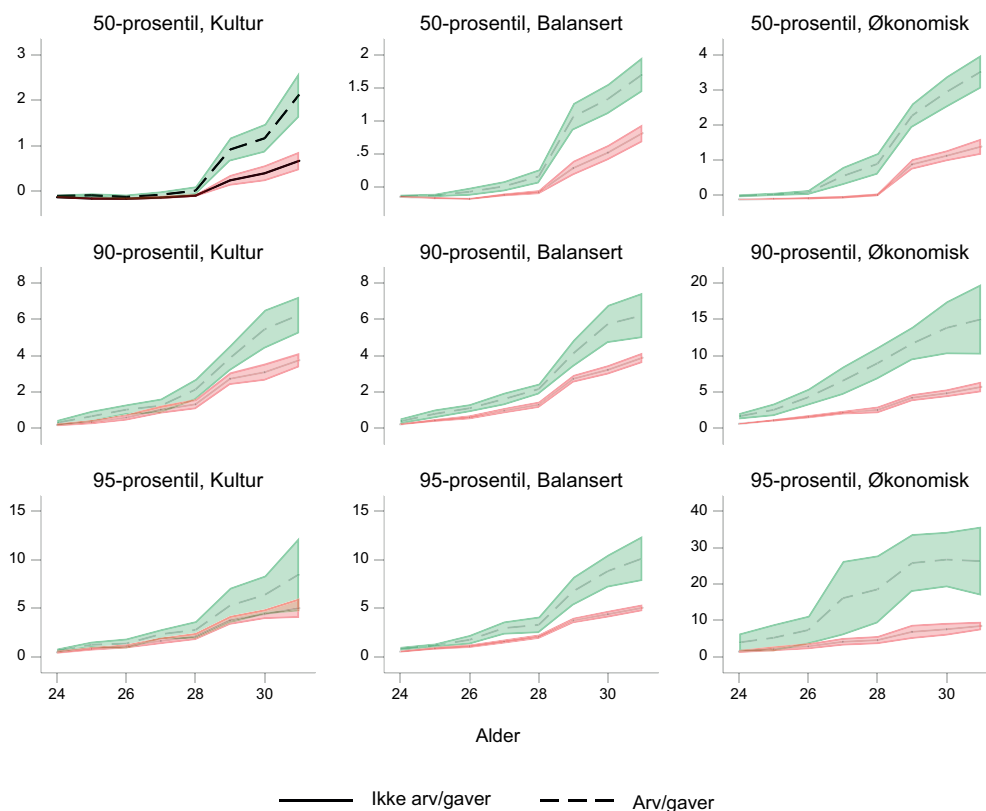 50-prosentil, Kultur
50-prosentil, Balansert
50-prosentil, Økonomisk
3
2
1
0
2
1.5
1
.5
0
4
3
2
1
0
90-prosentil, Kultur
90-prosentil, Balansert
90-prosentil, Økonomisk
8
6
4
2
0
8
6
4
2
0
20
15
10
5
0
95-prosentil, Kultur
95-prosentil, Balansert
95-prosentil, Økonomisk
15
10
5
0
15
10
5
0
40
30
20
10
0
24 26 28 30
24 26 28 30
24 26 28 30
Alder
Ikke arv/gaver
Arv/gaver